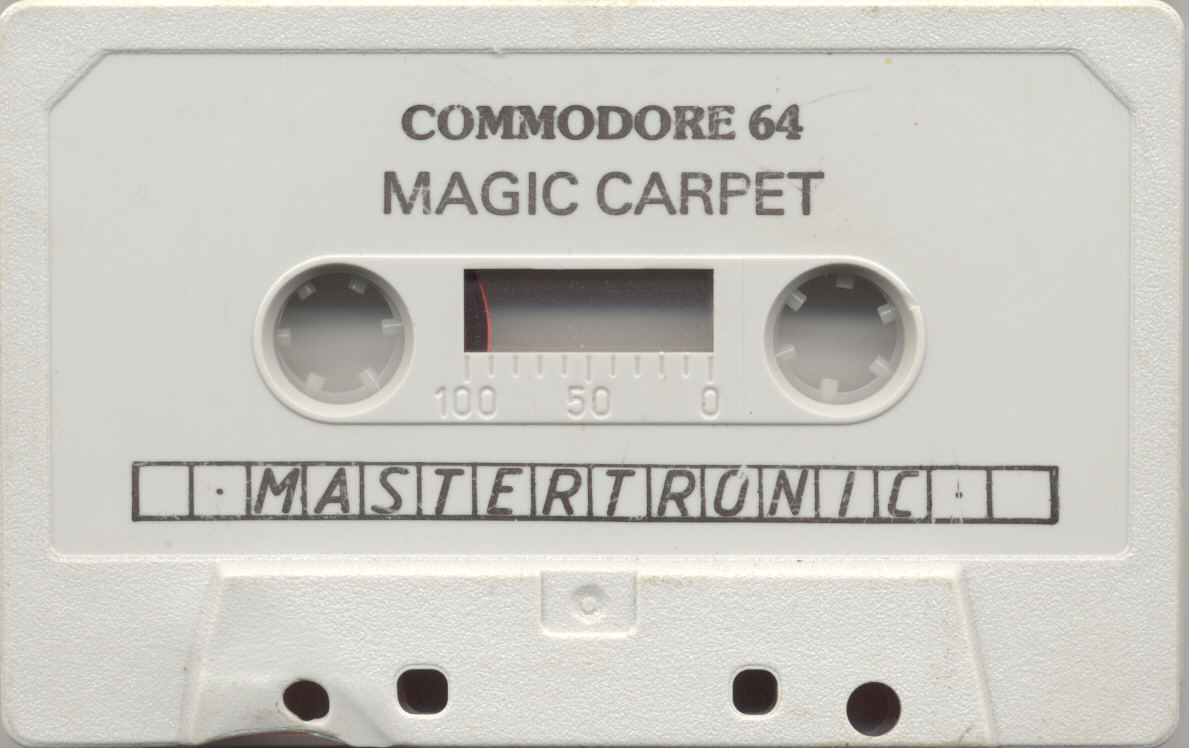 COMMODORE 64
MAGIC CARPET
100 50 0
· MASTERTRONIC ·